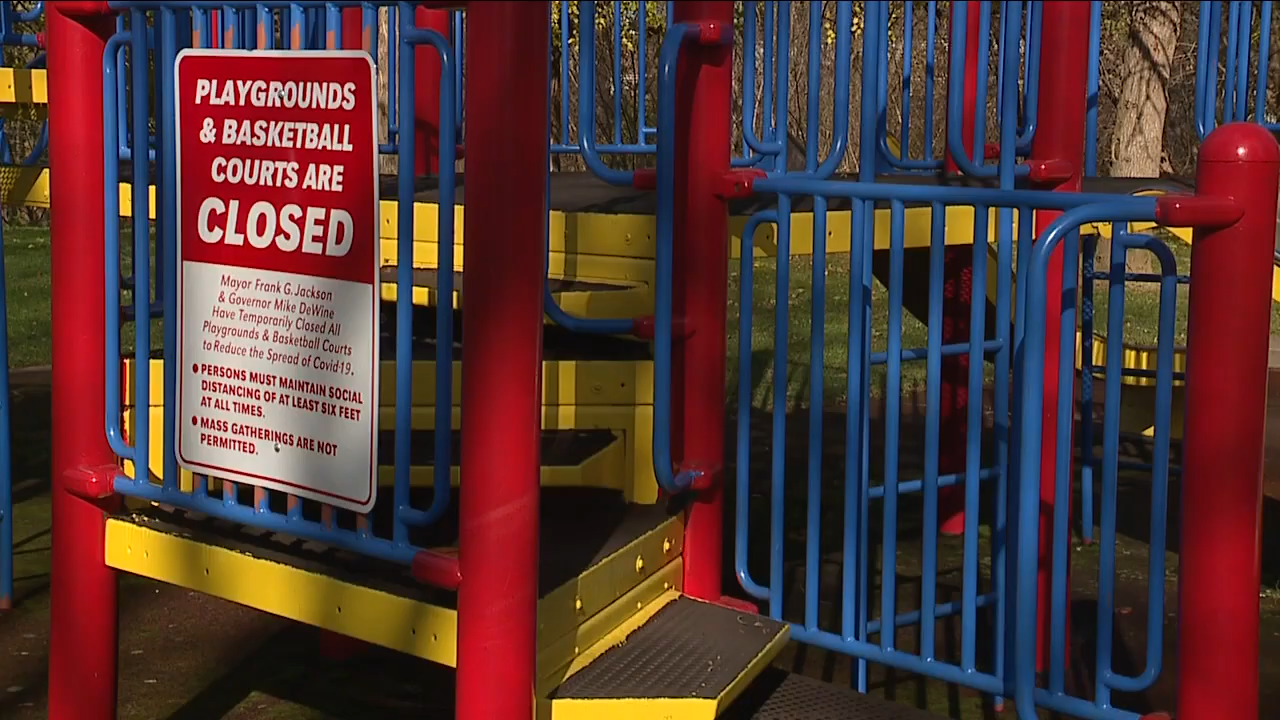 PLAYGROUNDS
& BASKETBALL
COURTS ARE
CLOSED
Mayor Frank G. Jackson
& Governor Mike DeWine
Have Temporarily Closed All
Playgrounds & Basketball Courts
to Reduce the Spread of Covid-19.
• PERSONS MUST MAINTAIN SOCIAL
DISTANCING OF AT LEAST SIX FEET
AT ALL TIMES.
• MASS GATHERINGS ARE NOT
PERMITTED.